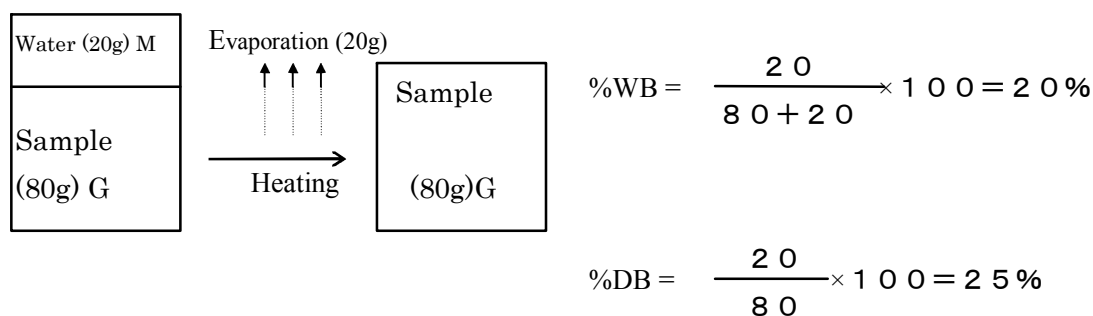 Water (20g) M
Sample
(80g) G
Evaporation (20g)
Heating
Sample
(80g)G
%WB = ２０
８０＋２０ × １００＝２０％
%DB = ２０
８０ × １００＝２５％